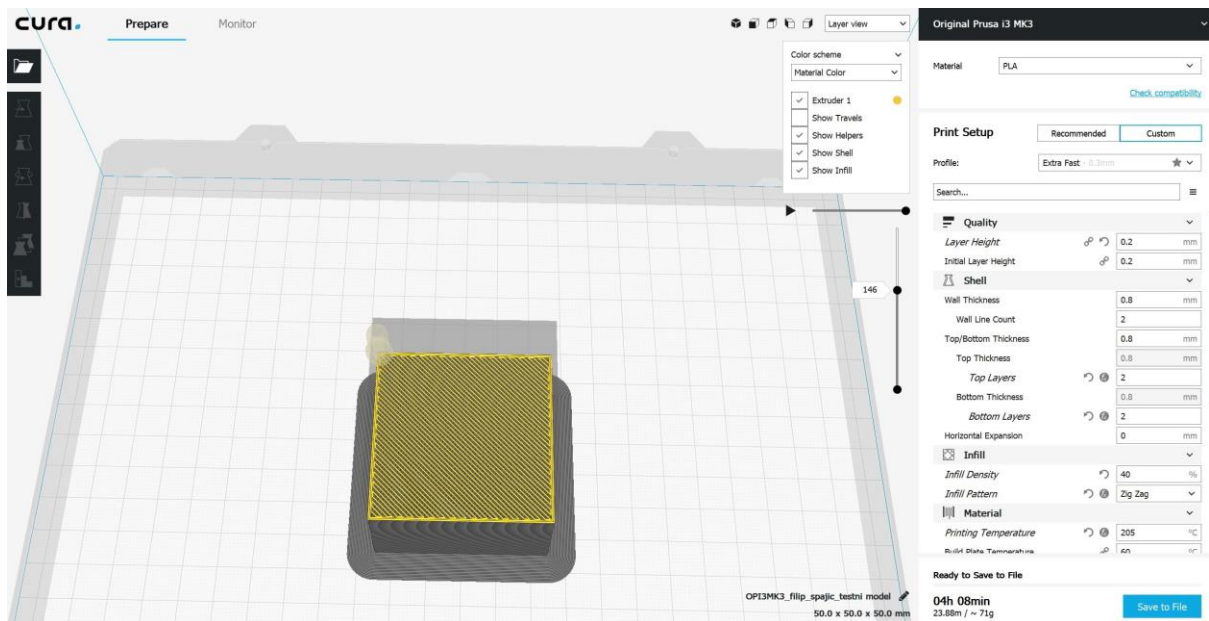 cura.
Prepare
Monitor
Layer view
Color scheme
Material Color
Extruder 1
Show Travels
Show Helpers
Show Shell
Show Infill
146
OPI3MK3_filip_spajic_testni model
50.0 x 50.0 x 50.0 mm
Original Prusa i3 MK3
Material PLA
Check compatibility
Print Setup Recommended Custom
Profile: Extra Fast - 0.3mm
Search...
Quality
Layer Height 0.2 mm
Initial Layer Height 0.2 mm
Shell
Wall Thickness 0.8 mm
Wall Line Count 2
Top/Bottom Thickness 0.8 mm
Top Thickness 0.8 mm
Top Layers 2
Bottom Thickness 0.8 mm
Bottom Layers 2
Horizontal Expansion 0 mm
Infill
Infill Density 40 %
Infill Pattern Zig Zag
Material
Printing Temperature 205 °C
Build Plate Temperature 60 °C
Ready to Save to File
04h 08min
23.88m / ~ 71g
Save to File